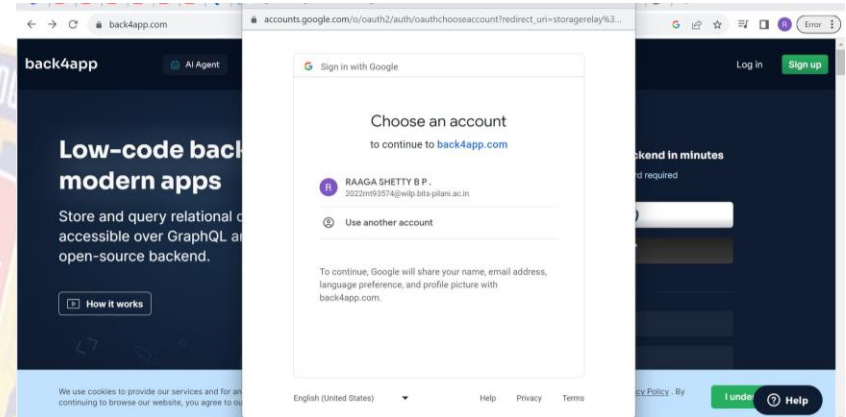 back4app.com
accounts.google.com/o/oauth2/auth/oauthchooseaccount?redirect_uri=storagerelay%3...
Error
back4app
AI Agent
Log in
Sign up
Low-code back
modern apps
Store and query relational
accessible over GraphQL
open-source backend.
How it works
G Sign in with Google
Choose an account
to continue to back4app.com
R
RAAGA SHETTY B P .
2022mt93574@wilp.bits-pilani.ac.in
Use another account
To continue, Google will share your name, email address,
language preference, and profile picture with
back4app.com.
English (United States)
Help
Privacy
Terms
ckend in minutes
rd required
We use cookies to provide our services and for
continuing to browse our website, you agree to
cy Policy . By
I unde
Help